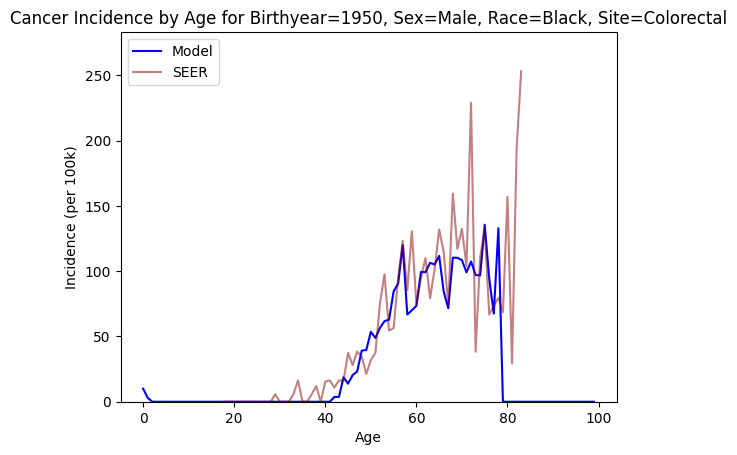 Cancer Incidence by Age for Birthyear=1950, Sex=Male, Race=Black, Site=Colorectal
Model
SEER
250
200
150
100
50
0
Incidence (per 100k)
0 20 40 60 80 100
Age